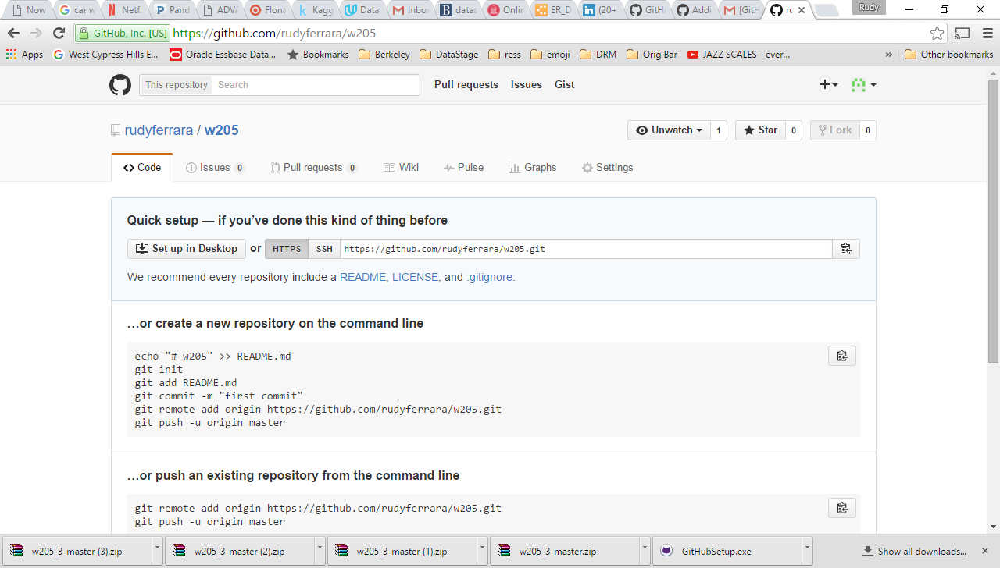 Now
car w
Netfl
Pand
ADVA
Flona
Kagg
Data
Inbo
datas
Onlin
ER_D
(20+
GitH
Addi
[GitH
ru
Rudy
GitHub, Inc. [US] https://github.com/rudyferrara/w205
Apps West Cypress Hills E... Oracle Essbase Data... Bookmarks Berkeley DataStage ress emoji DRM Orig Bar JAZZ SCALES - ever... » Other bookmarks
This repository Search Pull requests Issues Gist
rudyferrara / w205 Unwatch 1 Star 0 Fork 0
Code Issues 0 Pull requests 0 Wiki Pulse Graphs Settings
Quick setup — if you’ve done this kind of thing before
Set up in Desktop or HTTPS SSH https://github.com/rudyferrara/w205.git
We recommend every repository include a README, LICENSE, and .gitignore.
…or create a new repository on the command line
echo "# w205" >> README.md
git init
git add README.md
git commit -m "first commit"
git remote add origin https://github.com/rudyferrara/w205.git
git push -u origin master
…or push an existing repository from the command line
git remote add origin https://github.com/rudyferrara/w205.git
git push -u origin master
w205_3-master (3).zip w205_3-master (2).zip w205_3-master (1).zip w205_3-master.zip GitHubSetup.exe Show all downloads...